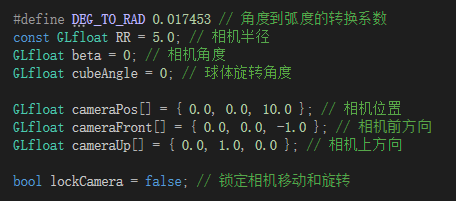 #define DEG_TO_RAD 0.017453 // 角度到弧度的转换系数
const GLfloat RR = 5.0; // 相机半径
GLfloat beta = 0; // 相机角度
GLfloat cubeAngle = 0; // 球体旋转角度
GLfloat cameraPos[] = { 0.0, 0.0, 10.0 }; // 相机位置
GLfloat cameraFront[] = { 0.0, 0.0, -1.0 }; // 相机前方向
GLfloat cameraUp[] = { 0.0, 1.0, 0.0 }; // 相机上方向
bool lockCamera = false; // 锁定相机移动和旋转